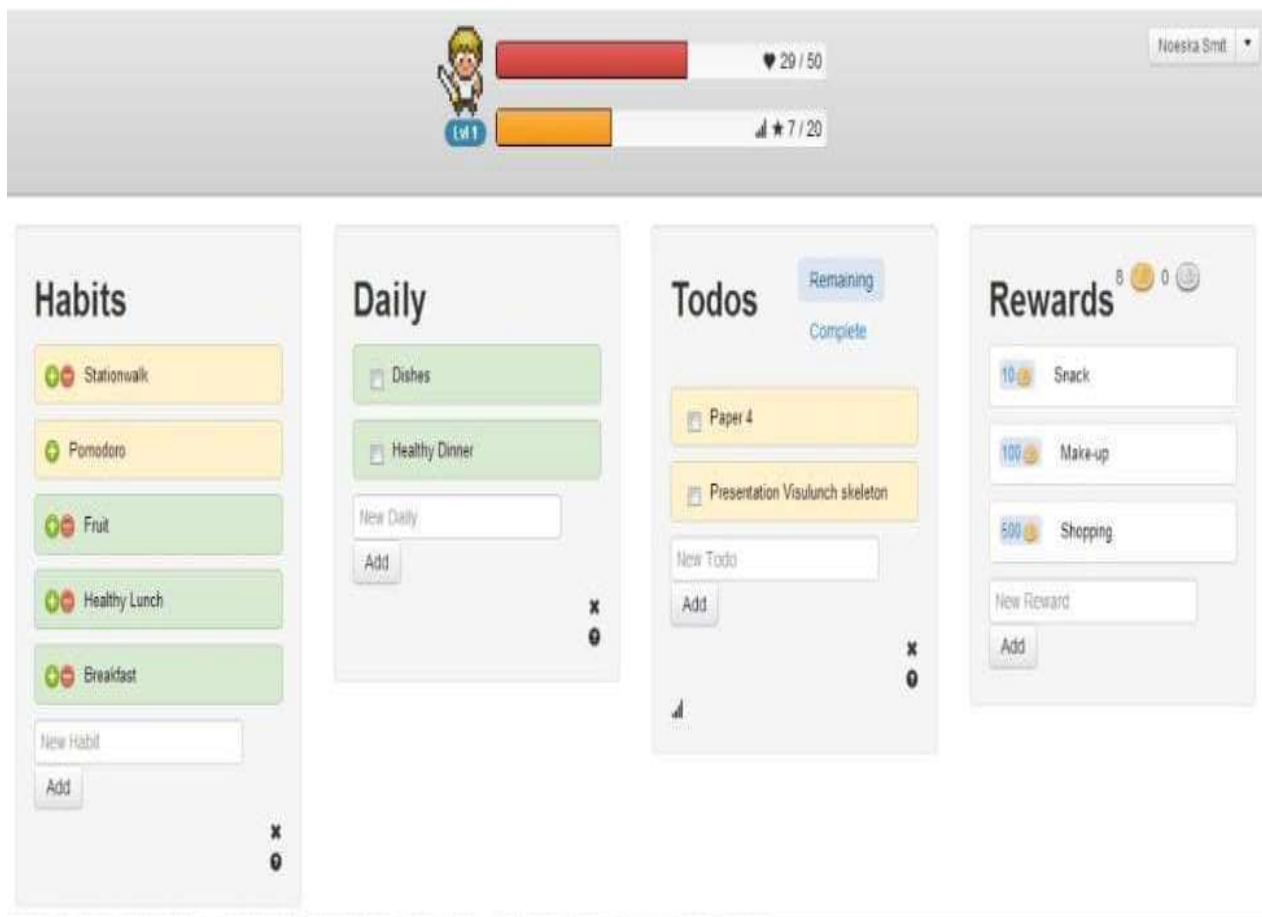 29 / 50
Noeska Smit
Lvl 1
7 / 20
Habits
Stationwalk
Pomodoro
Fruit
Healthy Lunch
Breakfast
New Habit
Add
Daily
Dishes
Healthy Dinner
New Daily
Add
Todos
Remaining
Complete
Paper 4
Presentation Visulunch skeleton
New Todo
Add
Rewards
8 0
10 Snack
100 Make-up
500 Shopping
New Reward
Add